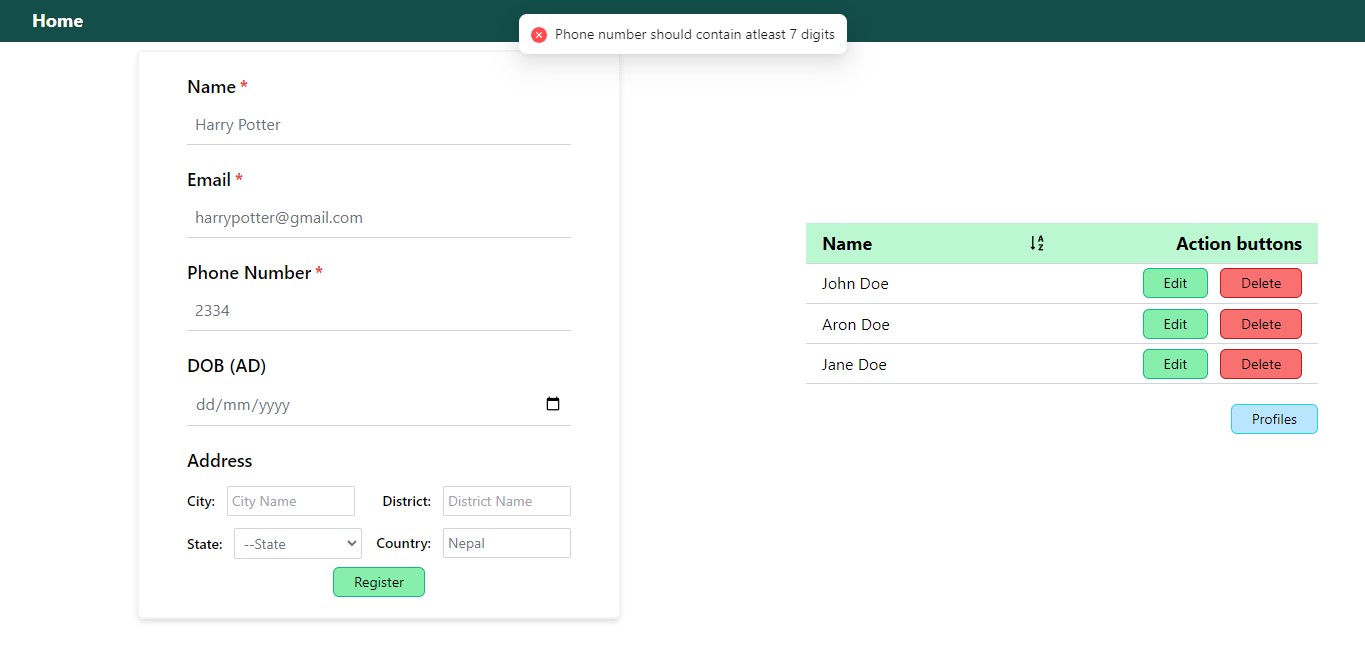 Home
Phone number should contain atleast 7 digits
Name *
Harry Potter
Email *
harrypotter@gmail.com
Phone Number *
2334
DOB (AD)
dd/mm/yyyy
Address
City: City Name District: District Name
State: --State Country: Nepal
Register
Name Action buttons
John Doe Edit Delete
Aron Doe Edit Delete
Jane Doe Edit Delete
Profiles